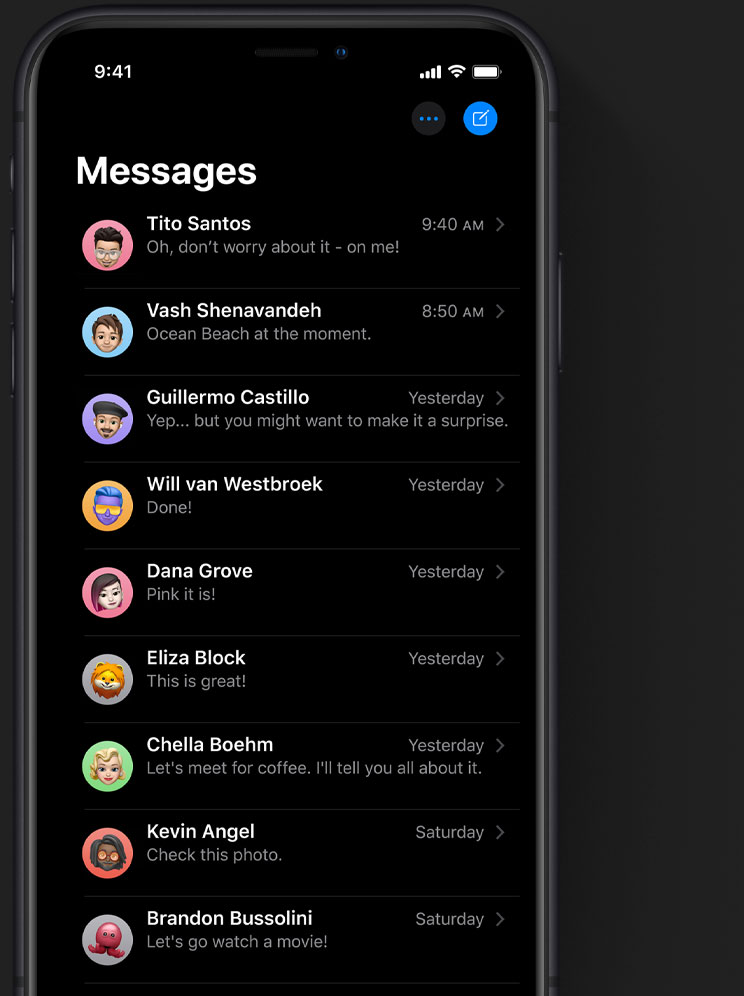 9:41
Messages
Tito Santos 9:40 AM
Oh, don’t worry about it - on me!
Vash Shenavandeh 8:50 AM
Ocean Beach at the moment.
Guillermo Castillo Yesterday
Yep... but you might want to make it a surprise.
Will van Westbroek Yesterday
Done!
Dana Grove Yesterday
Pink it is!
Eliza Block Yesterday
This is great!
Chella Boehm Yesterday
Let's meet for coffee. I'll tell you all about it.
Kevin Angel Saturday
Check this photo.
Brandon Bussolini Saturday
Let's go watch a movie!